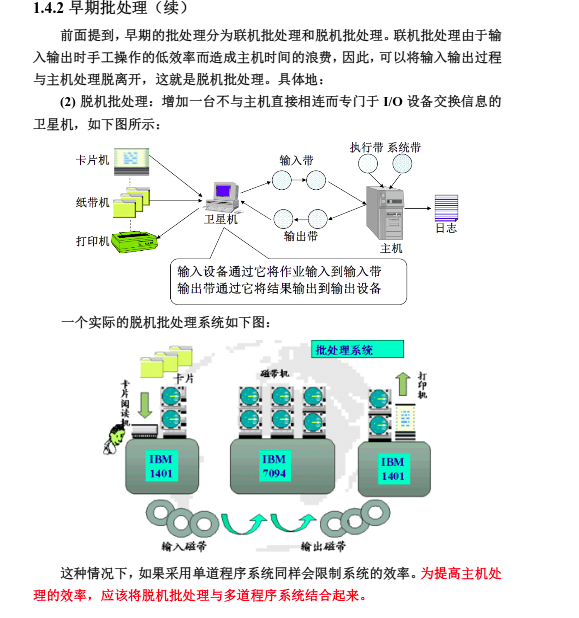 1.4.2 早期批处理（续）
前面提到，早期的批处理分为联机批处理和脱机批处理。联机批处理由于输
入输出时手工操作的低效率而造成主机时间的浪费，因此，可以将输入输出过程
与主机处理脱离开，这就是脱机批处理。具体地：
(2) 脱机批处理：增加一台不与主机直接相连而专门于 I/O 设备交换信息的
卫星机，如下图所示：
执行带 系统带
卡片机
输入带
纸带机
卫星机
日志
打印机
输出带
主机
输入设备通过它将作业输入到输入带
输出带通过它将结果输出到输出设备
一个实际的脱机批处理系统如下图：
批处理系统
卡片
磁带机
打印机
卡片阅读机
IBM
1401
IBM
7094
IBM
1401
输入磁带
输出磁带
这种情况下，如果采用单道程序系统同样会限制系统的效率。为提高主机处
理的效率，应该将脱机批处理与多道程序系统结合起来。